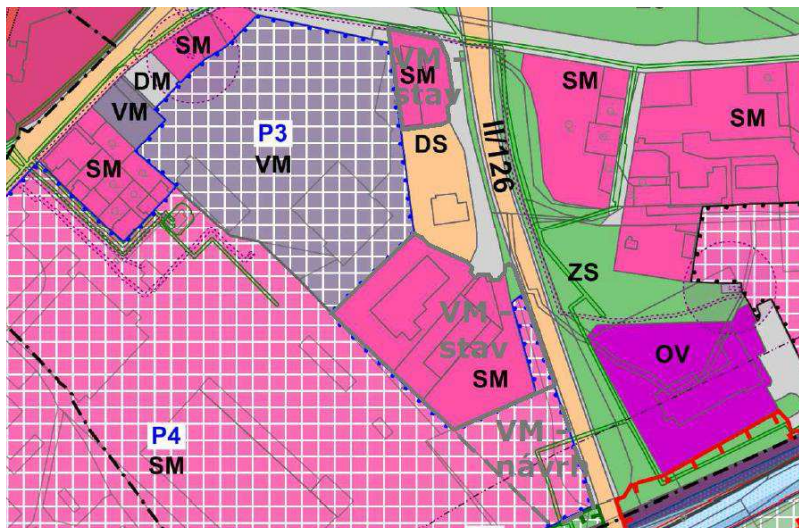 SM
DM
VM
SM
P3
VM
VM -
stav
SM
DS
II/126
SM
SM
ZS
VM -
stav
SM
OV
P4
SM
VM -
návrh